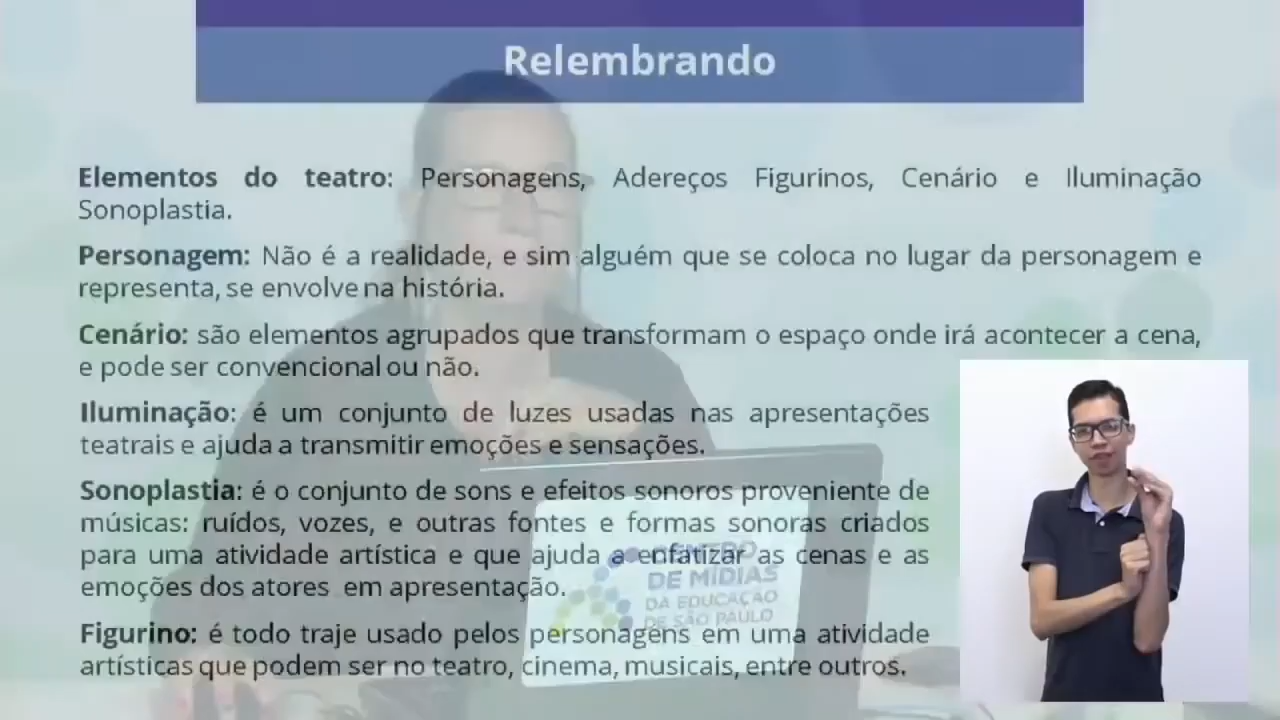 Relembrando
Elementos do teatro: Personagens, Adereços Figurinos, Cenário e Iluminação
Sonoplastia.
Personagem: Não é a realidade, e sim alguém que se coloca no lugar da personagem e
representa, se envolve na história.
Cenário: são elementos agrupados que transformam o espaço onde irá acontecer a cena,
e pode ser convencional ou não.
Iluminação: é um conjunto de luzes usadas nas apresentações
teatrais e ajuda a transmitir emoções e sensações.
Sonoplastia: é o conjunto de sons e efeitos sonoros proveniente de
músicas: ruídos, vozes, e outras fontes e formas sonoras criados
para uma atividade artística e que ajuda a enfatizar as cenas e as
emoções dos atores em apresentação.
Figurino: é todo traje usado pelos personagens em uma atividade
artísticas que podem ser no teatro, cinema, musicais, entre outros.
CENTRO
DE MÍDIAS
DA EDUCAÇÃO
DE SÃO PAULO